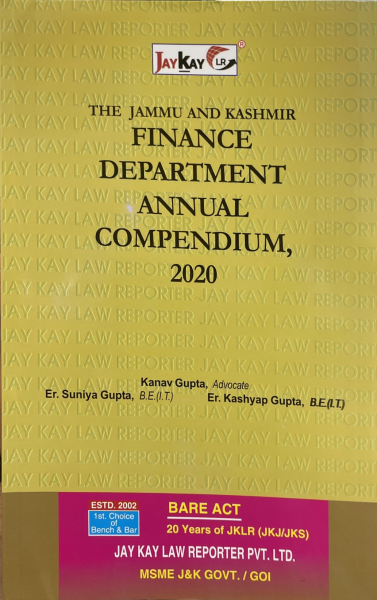 JAYKAY LR ®
THE JAMMU AND KASHMIR
FINANCE
DEPARTMENT
ANNUAL
COMPENDIUM,
2020
Kanav Gupta, Advocate
Er. Suniya Gupta, B.E.(I.T.) Er. Kashyap Gupta, B.E.(I.T.)
ESTD. 2002
1st. Choice
of
Bench & Bar
BARE ACT
20 Years of JKLR (JKJ/JKS)
JAY KAY LAW REPORTER PVT. LTD.
MSME J&K GOVT. / GOI